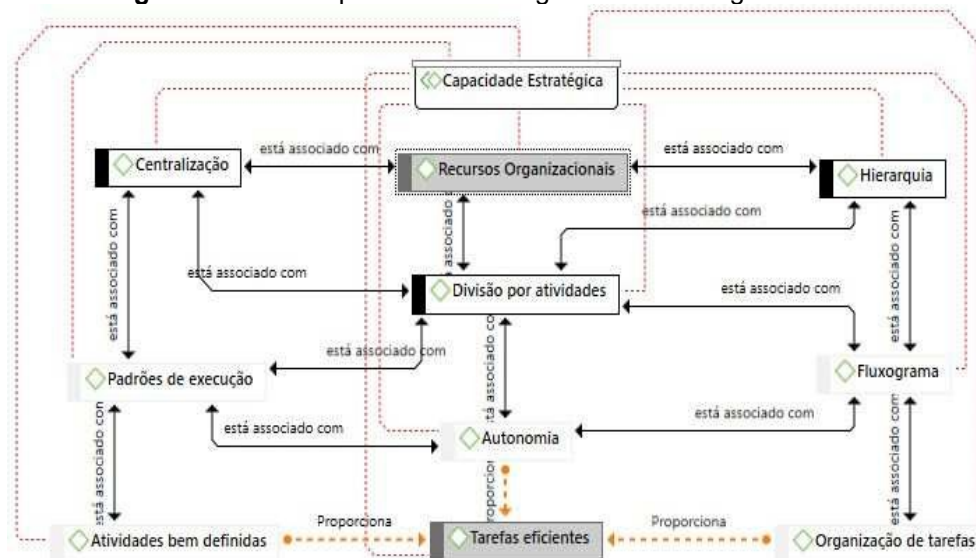 Capacidade Estratégica
Centralização
está associado com
Recursos Organizacionais
está associado com
Hierarquia
está associado com
está associado
está associado com
está associado com
está associado com
Divisão por atividades
está associado com
está associado com
Padrões de execução
está associado co
Fluxograma
está associado com
está associado com
está associado com
está associado com
Autonomia
Atividades bem definidas
Proporciona
Tarefas eficientes
Proporciona
Organização de tarefas